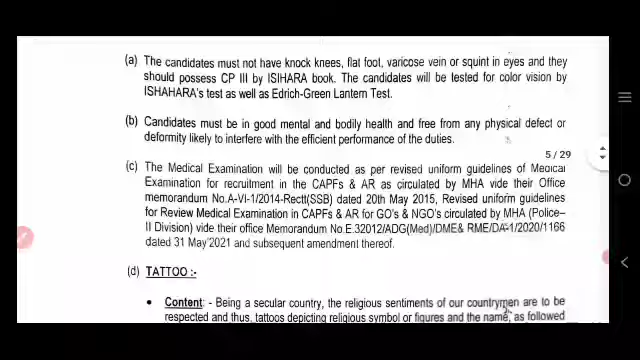 (a) The candidates must not have knock knees, flat foot, varicose vein or squint in eyes and they
should possess CP III by ISIHARA book. The candidates will be tested for color vision by
ISHAHARA's test as well as Edrich-Green Lantern Test.
(b) Candidates must be in good mental and bodily health and free from any physical defect or
deformity likely to interfere with the efficient performance of the duties.
5 / 29
(c) The Medical Examination will be conducted as per revised uniform guidelines of Medical
Examination for recruitment in the CAPFs & AR as circulated by MHA vide their Office
memorandum No.A-VI-1/2014-Rectt(SSB) dated 20th May 2015, Revised uniform guidelines
for Review Medical Examination in CAPFs & AR for GO's & NGO's circulated by MHA (Police–
II Division) vide their office Memorandum No.E.32012/ADG(Med)/DME& RME/DA-1/2020/1166
dated 31 May'2021 and subsequent amendment thereof.
(d) TATTOO :-
• Content: - Being a secular country, the religious sentiments of our countrymen are to be
respected and thus, tattoos depicting religious symbol or figures and the name, as followed